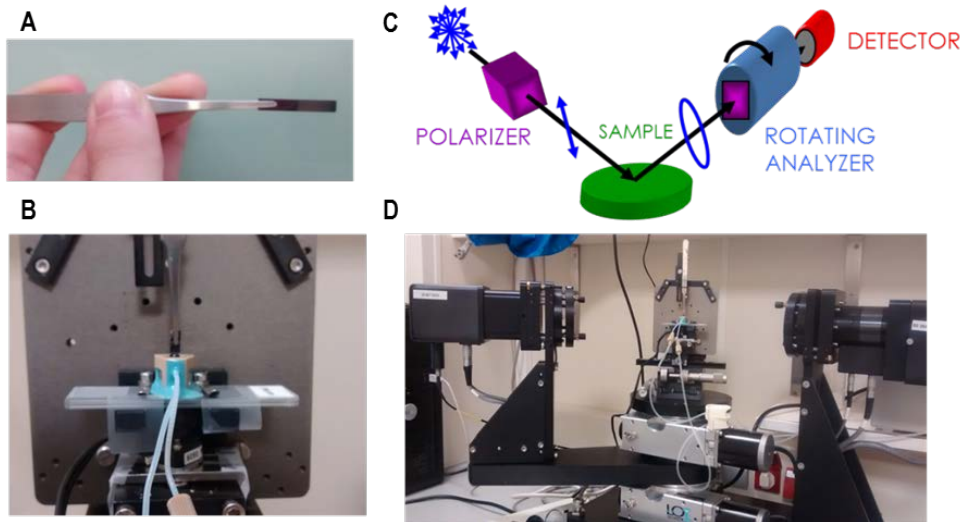 A
C
DETECTOR
POLARIZER
SAMPLE
ROTATING
ANALYZER
B
D